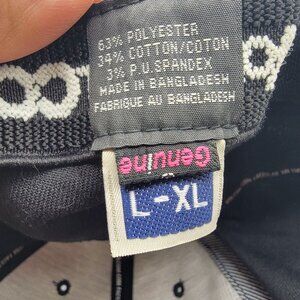 63% POLYESTER
34% COTTON/COTON
3% P.U. SPANDEX
MADE IN BANGLADESH
FABRIQUE AU BANGLADESH
Genuine
L-XL